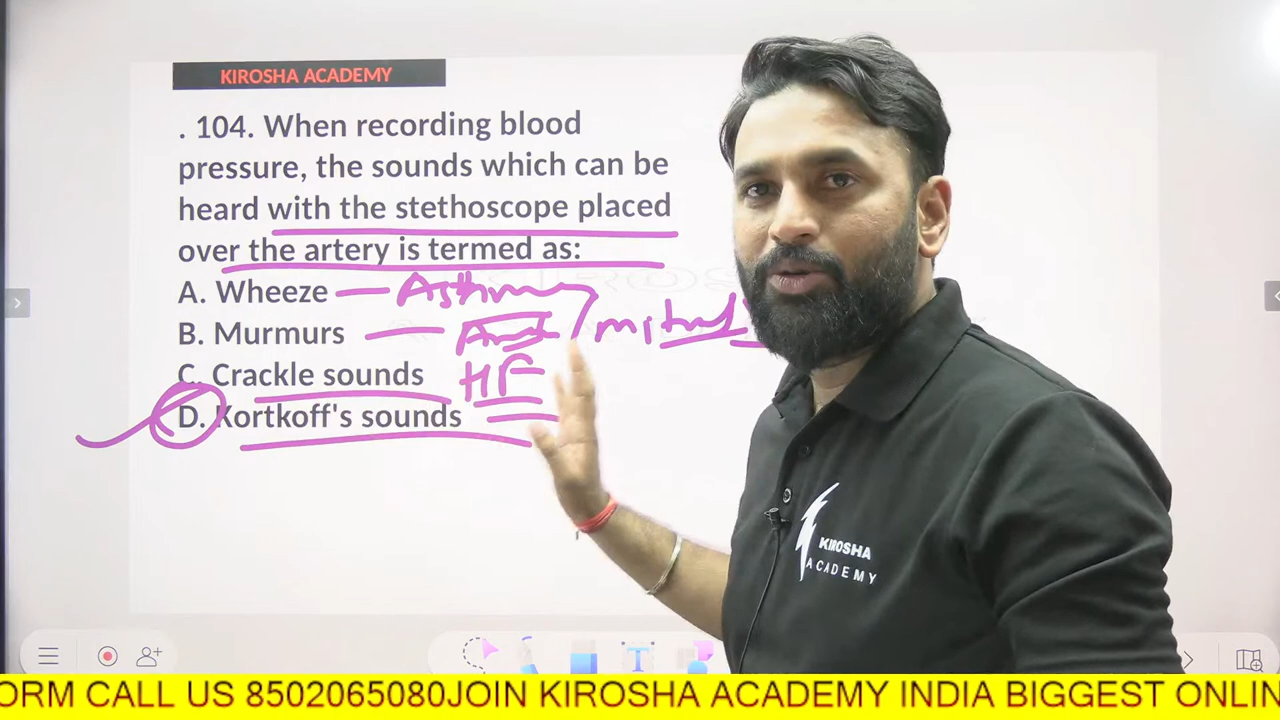 KIROSHA ACADEMY
. 104. When recording blood
pressure, the sounds which can be
heard with the stethoscope placed
over the artery is termed as:
A. Wheeze — Asthma
B. Murmurs —
C. Crackle sounds HF
D. Kortkoff's sounds
KIROSHA
ACADEMY
T
ORM CALL US 8502065080JOIN KIROSHA ACADEMY INDIA BIGGEST ONLIN